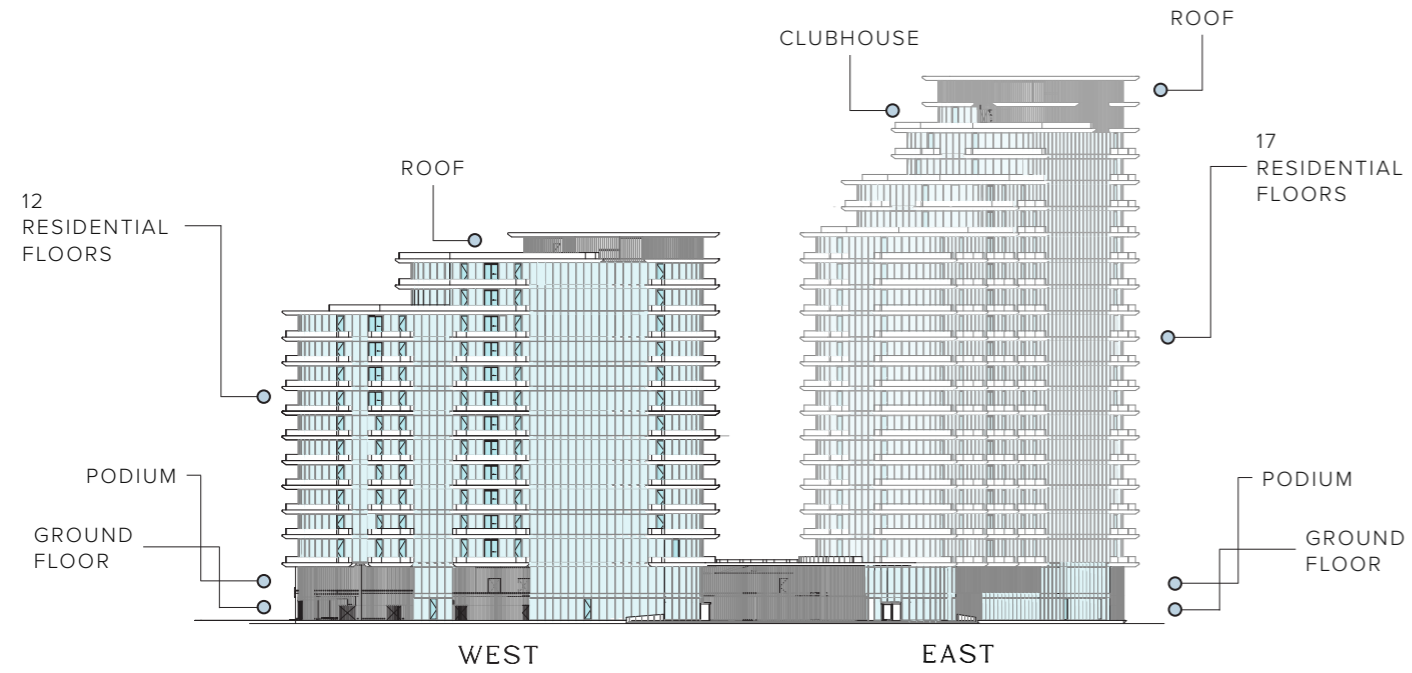 ROOF
CLUBHOUSE
17
RESIDENTIAL
FLOORS
ROOF
12
RESIDENTIAL
FLOORS
PODIUM
PODIUM
GROUND
FLOOR
GROUND
FLOOR
WEST
EAST